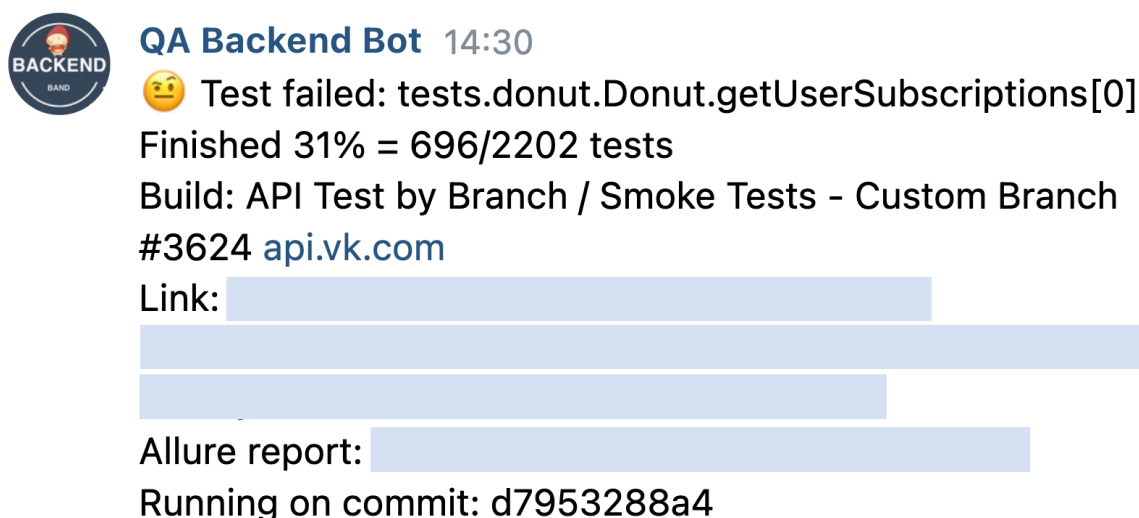 BACKEND
BAND
QA Backend Bot 14:30
🤨 Test failed: tests.donut.Donut.getUserSubscriptions[0]
Finished 31% = 696/2202 tests
Build: API Test by Branch / Smoke Tests - Custom Branch
#3624 api.vk.com
Link:
Allure report:
Running on commit: d7953288a4